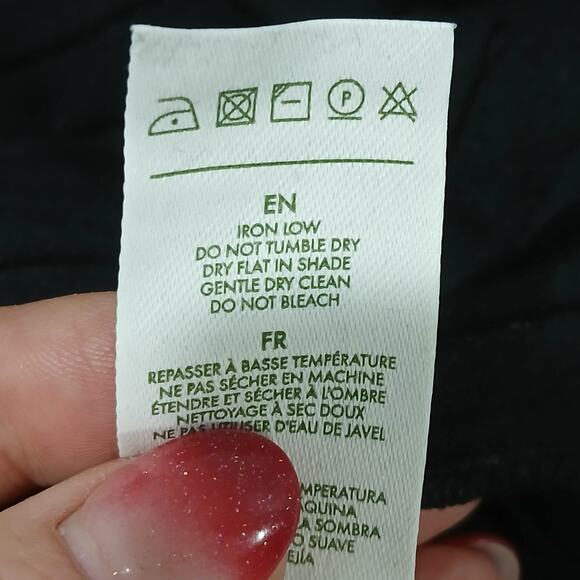 P
EN
IRON LOW
DO NOT TUMBLE DRY
DRY FLAT IN SHADE
GENTLE DRY CLEAN
DO NOT BLEACH
FR
REPASSER À BASSE TEMPÉRATURE
NE PAS SÉCHER EN MACHINE
ÉTENDRE ET SÉCHER À L'OMBRE
NETTOYAGE À SEC DOUX
NE PAS UTILISER D'EAU DE JAVEL
SOMBRA
SUAVE